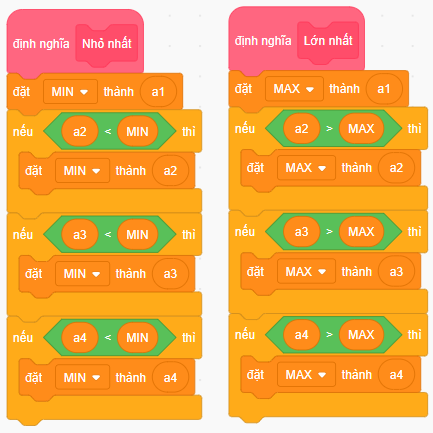 định nghĩa Nhỏ nhất
đặt MIN thành a1
nếu a2 < MIN thì
đặt MIN thành a2
nếu a3 < MIN thì
đặt MIN thành a3
nếu a4 < MIN thì
đặt MIN thành a4
định nghĩa Lớn nhất
đặt MAX thành a1
nếu a2 > MAX thì
đặt MAX thành a2
nếu a3 > MAX thì
đặt MAX thành a3
nếu a4 > MAX thì
đặt MAX thành a4